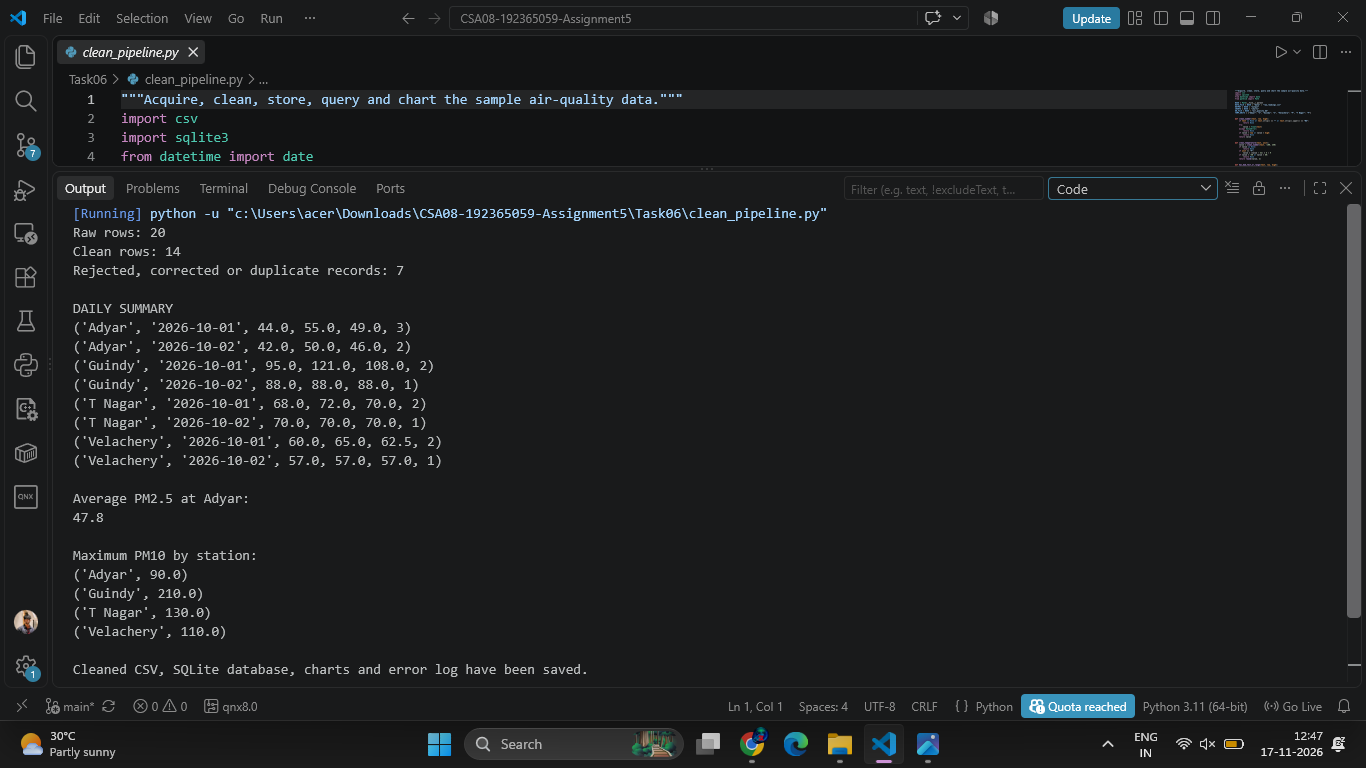 File Edit Selection View Go Run ··· CSA08-192365059-Assignment5 Update
clean_pipeline.py
Task06 > clean_pipeline.py > ...
1 """Acquire, clean, store, query and chart the sample air-quality data."""
2 import csv
3 import sqlite3
4 from datetime import date
Output Problems Terminal Debug Console Ports Filter (e.g. text, !excludeText, t... Code
[Running] python -u "c:\Users\acer\Downloads\CSA08-192365059-Assignment5\Task06\clean_pipeline.py"
Raw rows: 20
Clean rows: 14
Rejected, corrected or duplicate records: 7
DAILY SUMMARY
('Adyar', '2026-10-01', 44.0, 55.0, 49.0, 3)
('Adyar', '2026-10-02', 42.0, 50.0, 46.0, 2)
('Guindy', '2026-10-01', 95.0, 121.0, 108.0, 2)
('Guindy', '2026-10-02', 88.0, 88.0, 88.0, 1)
('T Nagar', '2026-10-01', 68.0, 72.0, 70.0, 2)
('T Nagar', '2026-10-02', 70.0, 70.0, 70.0, 1)
('Velachery', '2026-10-01', 60.0, 65.0, 62.5, 2)
('Velachery', '2026-10-02', 57.0, 57.0, 57.0, 1)
Average PM2.5 at Adyar:
47.8
Maximum PM10 by station:
('Adyar', 90.0)
('Guindy', 210.0)
('T Nagar', 130.0)
('Velachery', 110.0)
Cleaned CSV, SQLite database, charts and error log have been saved.
7
QNX
1
main* 0 0 qnx8.0 Ln 1, Col 1 Spaces: 4 UTF-8 CRLF {} Python Quota reached Python 3.11 (64-bit) Go Live
30°C
Partly sunny
Search
ENG
IN
12:47
17-11-2026